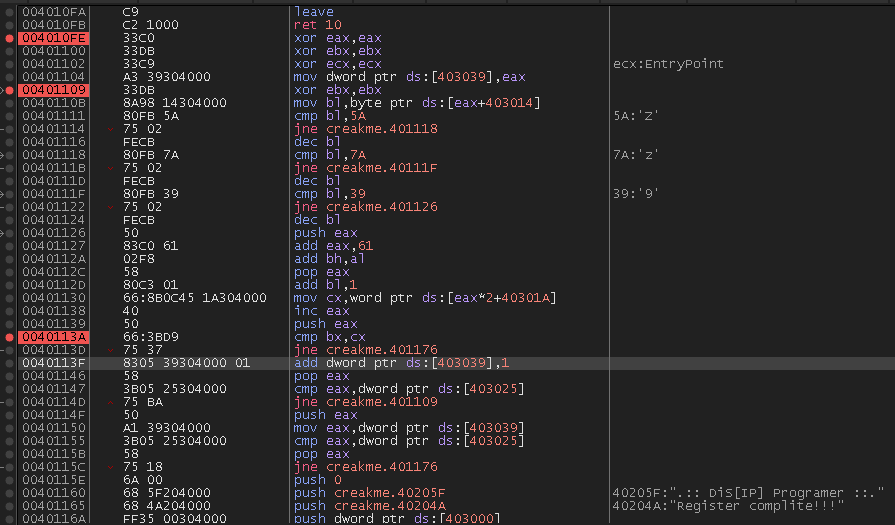 004010FA C9 leave
004010FB C2 1000 ret 10
004010FE 33C0 xor eax,eax
00401100 33DB xor ebx,ebx
00401102 33C9 xor ecx,ecx ecx:EntryPoint
00401104 A3 39304000 mov dword ptr ds:[403039],eax
00401109 33DB xor ebx,ebx
0040110B 8A98 14304000 mov bl,byte ptr ds:[eax+403014]
00401111 80FB 5A cmp bl,5A 5A:'Z'
00401114 75 02 jne creakme.401118
00401116 FECB dec bl
00401118 80FB 7A cmp bl,7A 7A:'z'
0040111B 75 02 jne creakme.40111F
0040111D FECB dec bl
0040111F 80FB 39 cmp bl,39 39:'9'
00401122 75 02 jne creakme.401126
00401124 FECB dec bl
00401126 50 push eax
00401127 83C0 61 add eax,61
0040112A 02F8 add bh,al
0040112C 58 pop eax
0040112D 80C3 01 add bl,1
00401130 66:8B0C45 1A304000 mov cx,word ptr ds:[eax*2+40301A]
00401138 40 inc eax
00401139 50 push eax
0040113A 66:3BD9 cmp bx,cx
0040113D 75 37 jne creakme.401176
0040113F 8305 39304000 01 add dword ptr ds:[403039],1
00401146 58 pop eax
00401147 3B05 25304000 cmp eax,dword ptr ds:[403025]
0040114D 75 BA jne creakme.401109
0040114F 50 push eax
00401150 A1 39304000 mov eax,dword ptr ds:[403039]
00401155 3B05 25304000 cmp eax,dword ptr ds:[403025]
0040115B 58 pop eax
0040115C 75 18 jne creakme.401176
0040115E 6A 00 push 0
00401160 68 5F204000 push creakme.40205F 40205F:".:: DiS[IP] Programer ::."
00401165 68 4A204000 push creakme.40204A 40204A:"Register complite!!!"
0040116A FF35 00304000 push dword ptr ds:[403000]